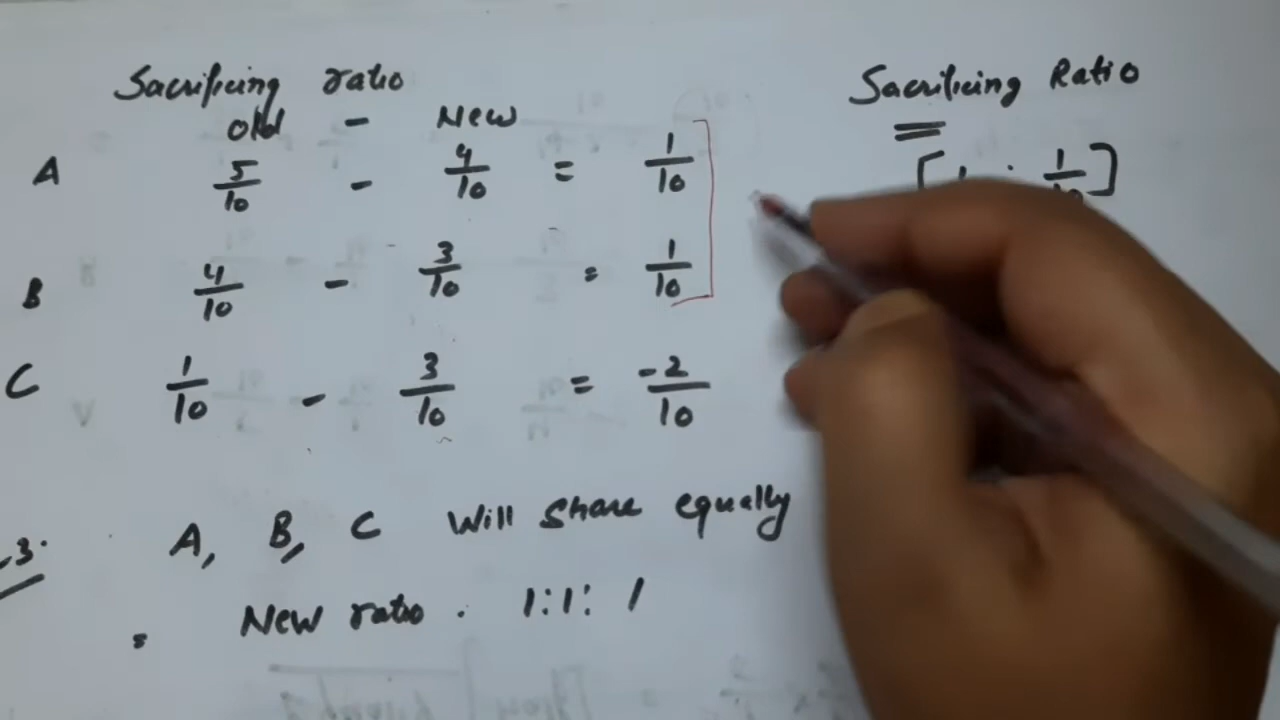 Sacrificing ratio
old - New
A 5/10 - 4/10 = 1/10
B 4/10 - 3/10 = 1/10
C 1/10 - 3/10 = -2/10
Sacrificing Ratio
3. A, B, C Will Share equally
= New ratio . 1:1:1